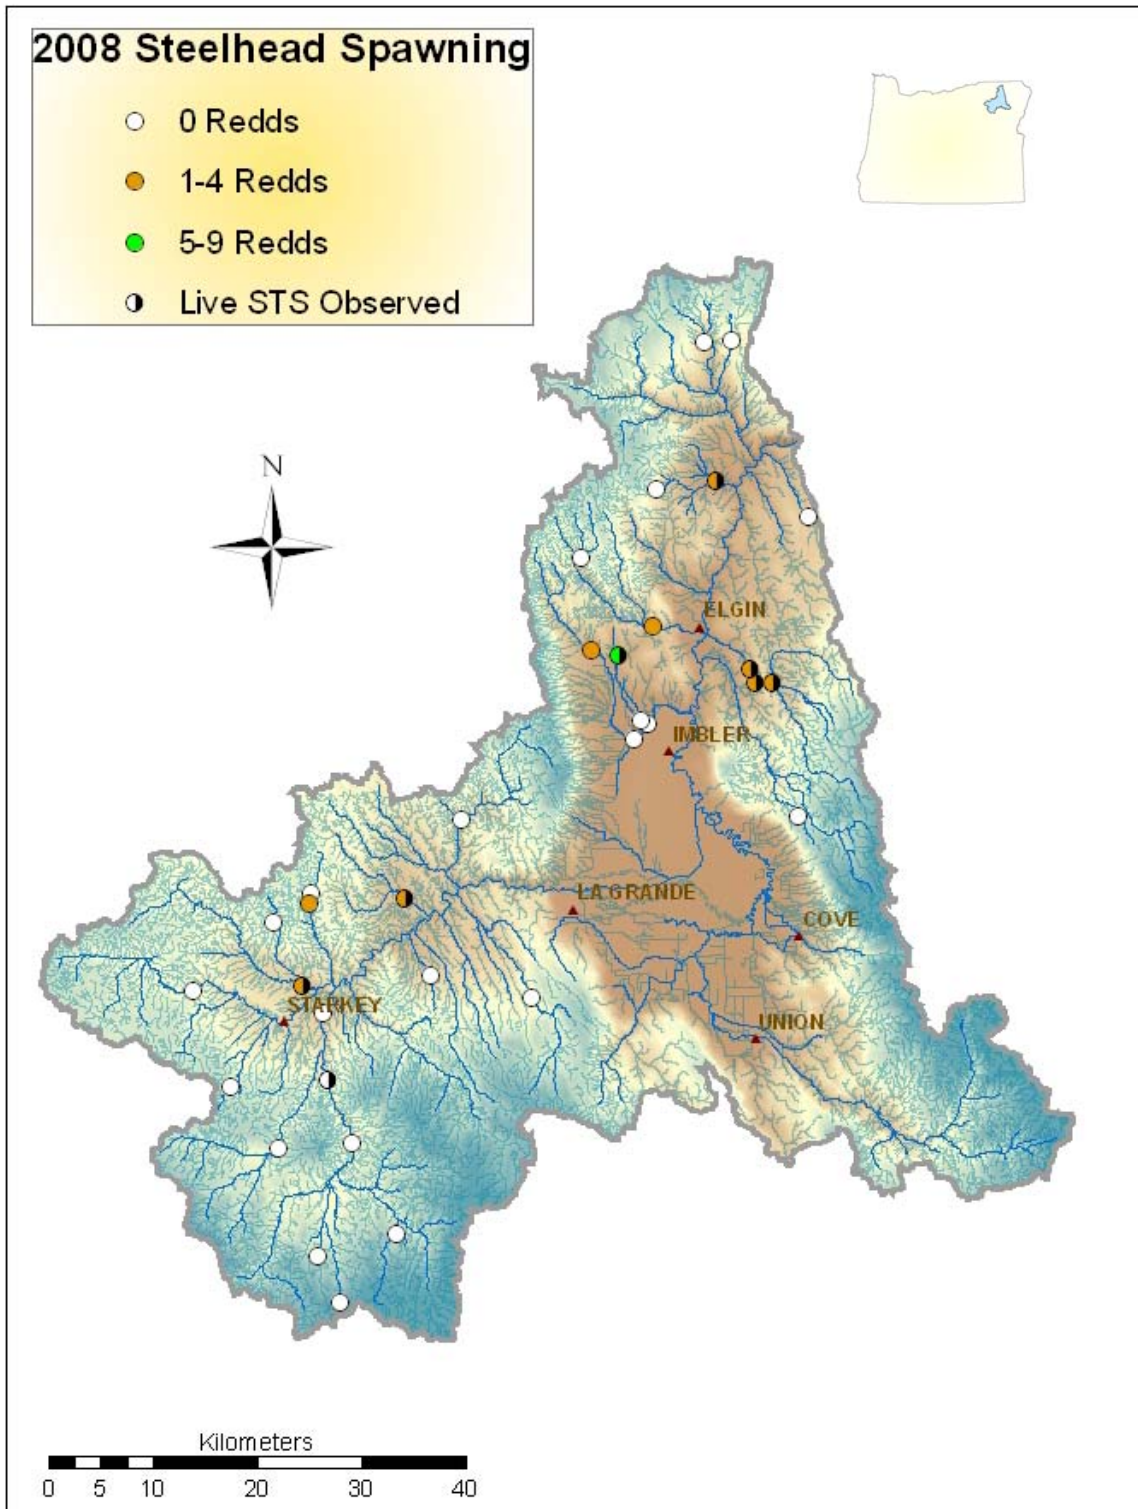 2008 Steelhead Spawning
0 Redds
1-4 Redds
5-9 Redds
Live STS Observed
N
ELGIN
IMBLER
LA GRANDE
COVE
STARKEY
UNION
Kilometers
0 5 10 20 30 40